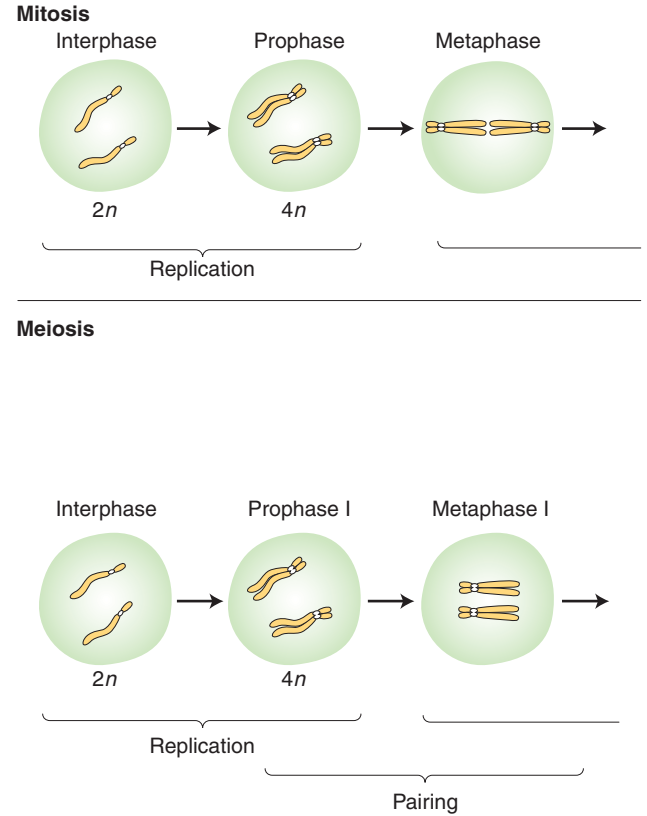 Mitosis
Interphase Prophase Metaphase
2n 4n
Replication
Meiosis
Interphase Prophase I Metaphase I
2n 4n
Replication
Pairing